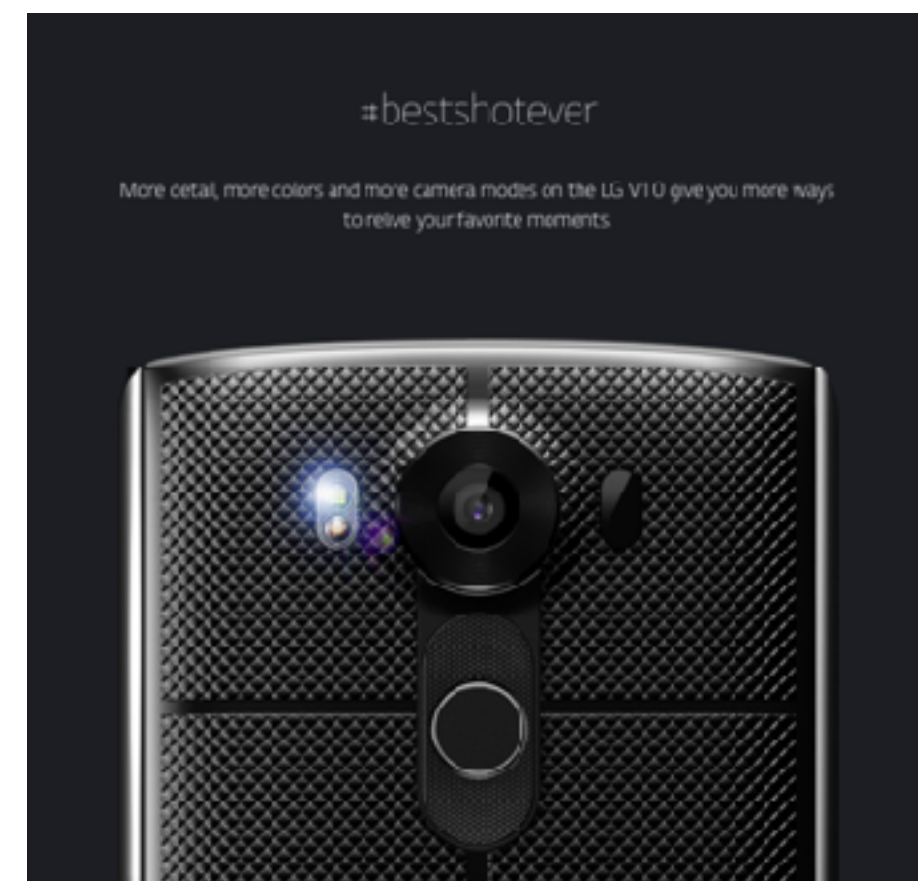 #bestshotever
More detail, more colors and more camera modes on the LG V10 give you more ways
to relive your favorite moments